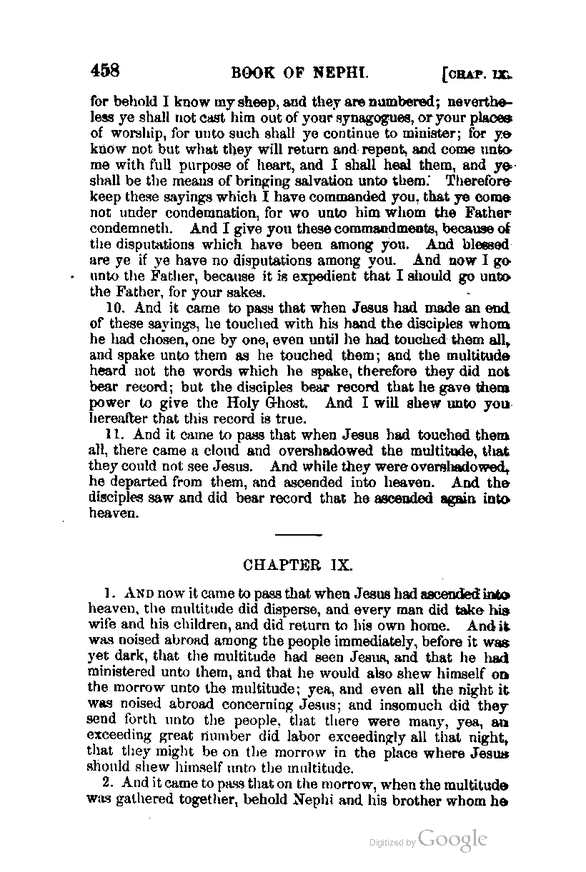 458 BOOK OF NEPHI. [CHAP. IX.
for behold I know my sheep, and they are numbered; neverthe-
less ye shall not cast him out of your synagogues, or your places
of worship, for unto such shall ye continue to minister; for ye
know not but what they will return and repent, and come unto
me with full purpose of heart, and I shall heal them, and ye
shall be the means of bringing salvation unto them. Therefore
keep these sayings which I have commanded you, that ye come
not under condemnation, for wo unto him whom the Father
condemneth. And I give you these commandments, because of
the disputations which have been among you. And blessed
are ye if ye have no disputations among you. And now I go
unto the Father, because it is expedient that I should go unto
the Father, for your sakes.
10. And it came to pass that when Jesus had made an end
of these sayings, he touched with his hand the disciples whom
he had chosen, one by one, even until he had touched them all,
and spake unto them as he touched them; and the multitude
heard not the words which he spake, therefore they did not
bear record; but the disciples bear record that he gave them
power to give the Holy Ghost. And I will shew unto you
hereafter that this record is true.
11. And it came to pass that when Jesus had touched them
all, there came a cloud and overshadowed the multitude, that
they could not see Jesus. And while they were overshadowed,
he departed from them, and ascended into heaven. And the
disciples saw and did bear record that he ascended again into
heaven.
CHAPTER IX.
1. AND now it came to pass that when Jesus had ascended into
heaven, the multitude did disperse, and every man did take his
wife and his children, and did return to his own home. And it
was noised abroad among the people immediately, before it was
yet dark, that the multitude had seen Jesus, and that he had
ministered unto them, and that he would also shew himself on
the morrow unto the multitude; yea, and even all the night it
was noised abroad concerning Jesus; and insomuch did they
send forth unto the people, that there were many, yea, an
exceeding great number did labor exceedingly all that night,
that they might be on the morrow in the place where Jesus
should shew himself unto the multitude.
2. And it came to pass that on the morrow, when the multitude
was gathered together, behold Nephi and his brother whom he
Digitized by Google